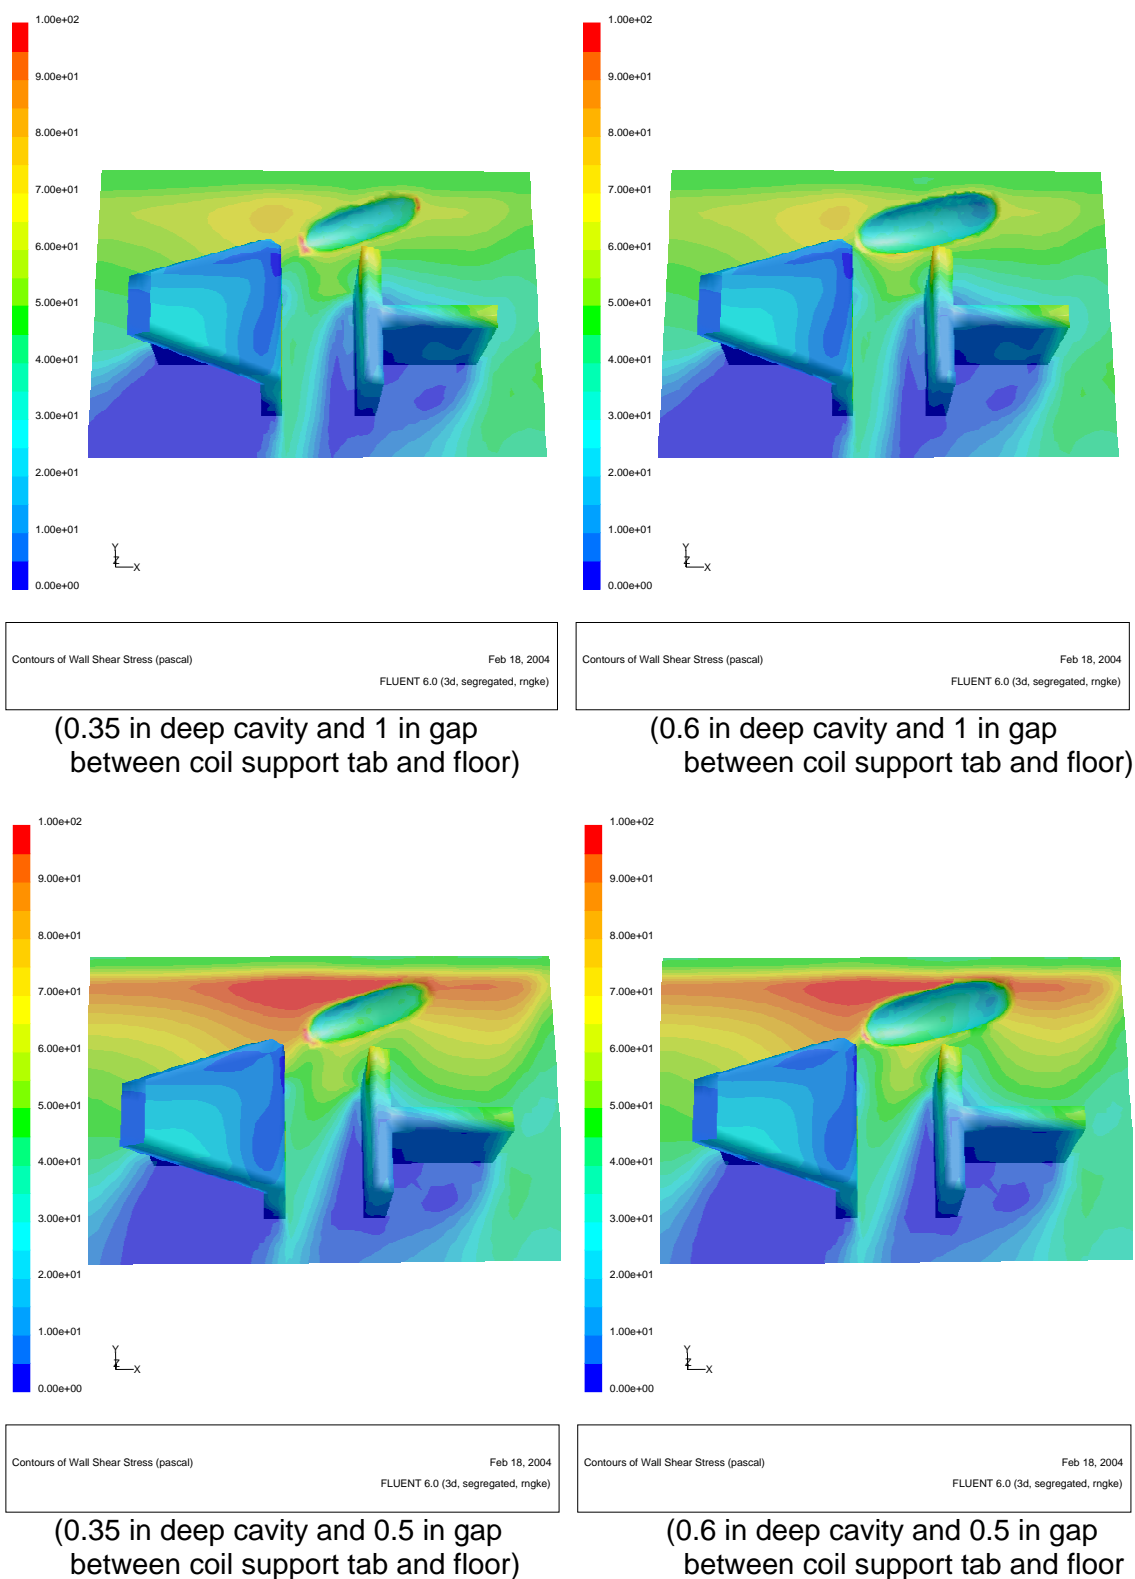 1.00e+02
9.00e+01
8.00e+01
7.00e+01
6.00e+01
5.00e+01
4.00e+01
3.00e+01
2.00e+01
1.00e+01
0.00e+00
Y
Z
X
Contours of Wall Shear Stress (pascal)
Feb 18, 2004
FLUENT 6.0 (3d, segregated, rngke)
(0.35 in deep cavity and 1 in gap
between coil support tab and floor)
1.00e+02
9.00e+01
8.00e+01
7.00e+01
6.00e+01
5.00e+01
4.00e+01
3.00e+01
2.00e+01
1.00e+01
0.00e+00
Y
Z
X
Contours of Wall Shear Stress (pascal)
Feb 18, 2004
FLUENT 6.0 (3d, segregated, rngke)
(0.6 in deep cavity and 1 in gap
between coil support tab and floor)
1.00e+02
9.00e+01
8.00e+01
7.00e+01
6.00e+01
5.00e+01
4.00e+01
3.00e+01
2.00e+01
1.00e+01
0.00e+00
Y
Z
X
Contours of Wall Shear Stress (pascal)
Feb 18, 2004
FLUENT 6.0 (3d, segregated, rngke)
(0.35 in deep cavity and 0.5 in gap
between coil support tab and floor)
1.00e+02
9.00e+01
8.00e+01
7.00e+01
6.00e+01
5.00e+01
4.00e+01
3.00e+01
2.00e+01
1.00e+01
0.00e+00
Y
Z
X
Contours of Wall Shear Stress (pascal)
Feb 18, 2004
FLUENT 6.0 (3d, segregated, rngke)
(0.6 in deep cavity and 0.5 in gap
between coil support tab and floor